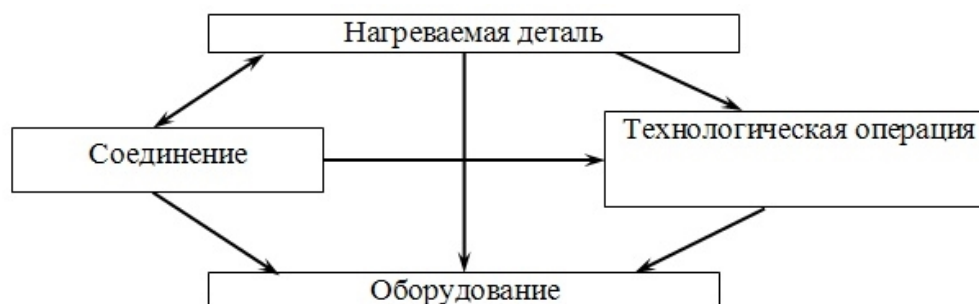 Нагреваемая деталь
Соединение
Технологическая операция
Оборудование